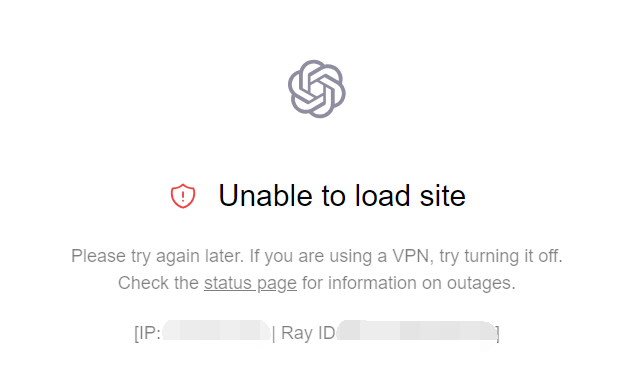 Unable to load site
Please try again later. If you are using a VPN, try turning it off.
Check the status page for information on outages.
[IP: | Ray ID ]